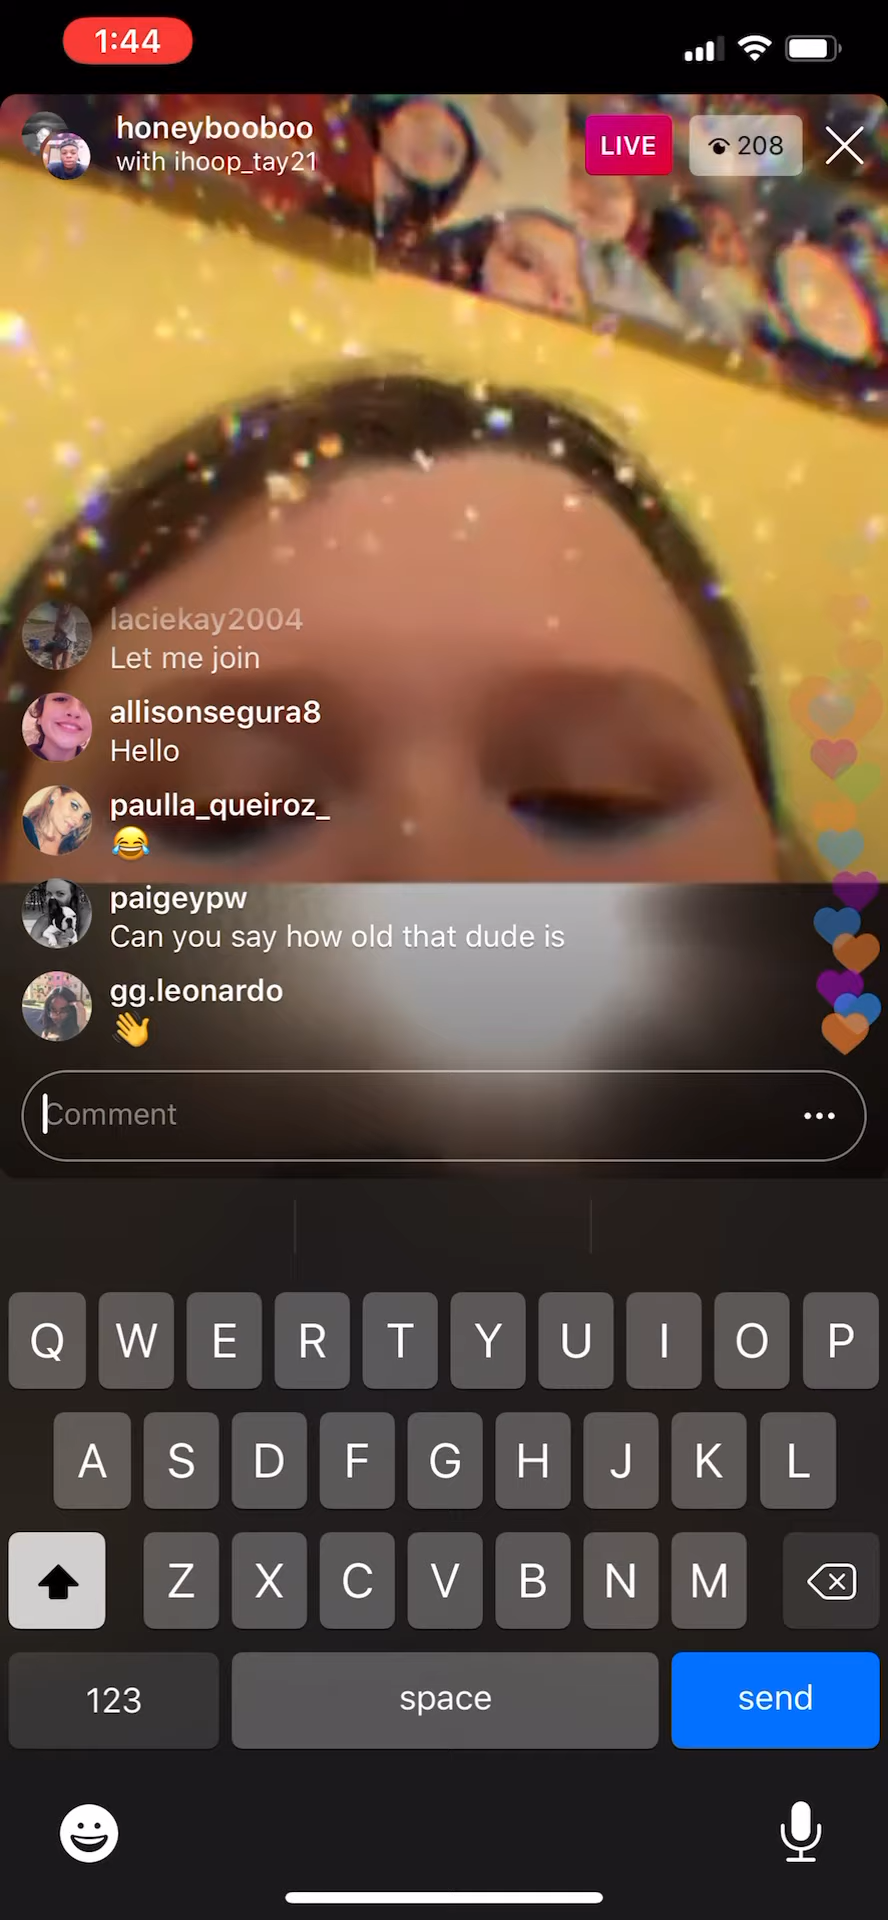 1:44
honeybooboo
with ihoop_tay21
LIVE
208
laciekay2004
Let me join
allisonsegura8
Hello
paulla_queiroz_
😂
paigeypw
Can you say how old that dude is
gg.leonardo
👋
Comment
Q W E R T Y U I O P
A S D F G H J K L
Z X C V B N M
123 space send